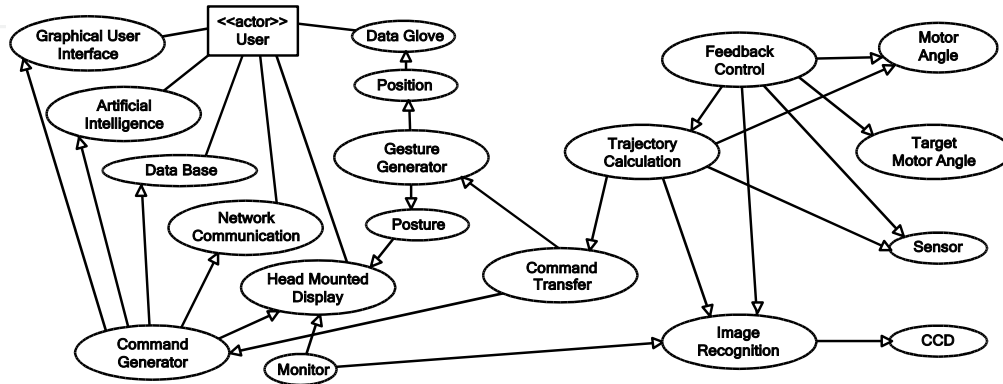 <<actor>>
User
Graphical User
Interface
Data Glove
Feedback
Control
Motor
Angle
Position
Artificial
Intelligence
Gesture
Generator
Trajectory
Calculation
Target
Motor Angle
Data Base
Network
Communication
Posture
Sensor
Head Mounted
Display
Command
Transfer
Command
Generator
Monitor
Image
Recognition
CCD